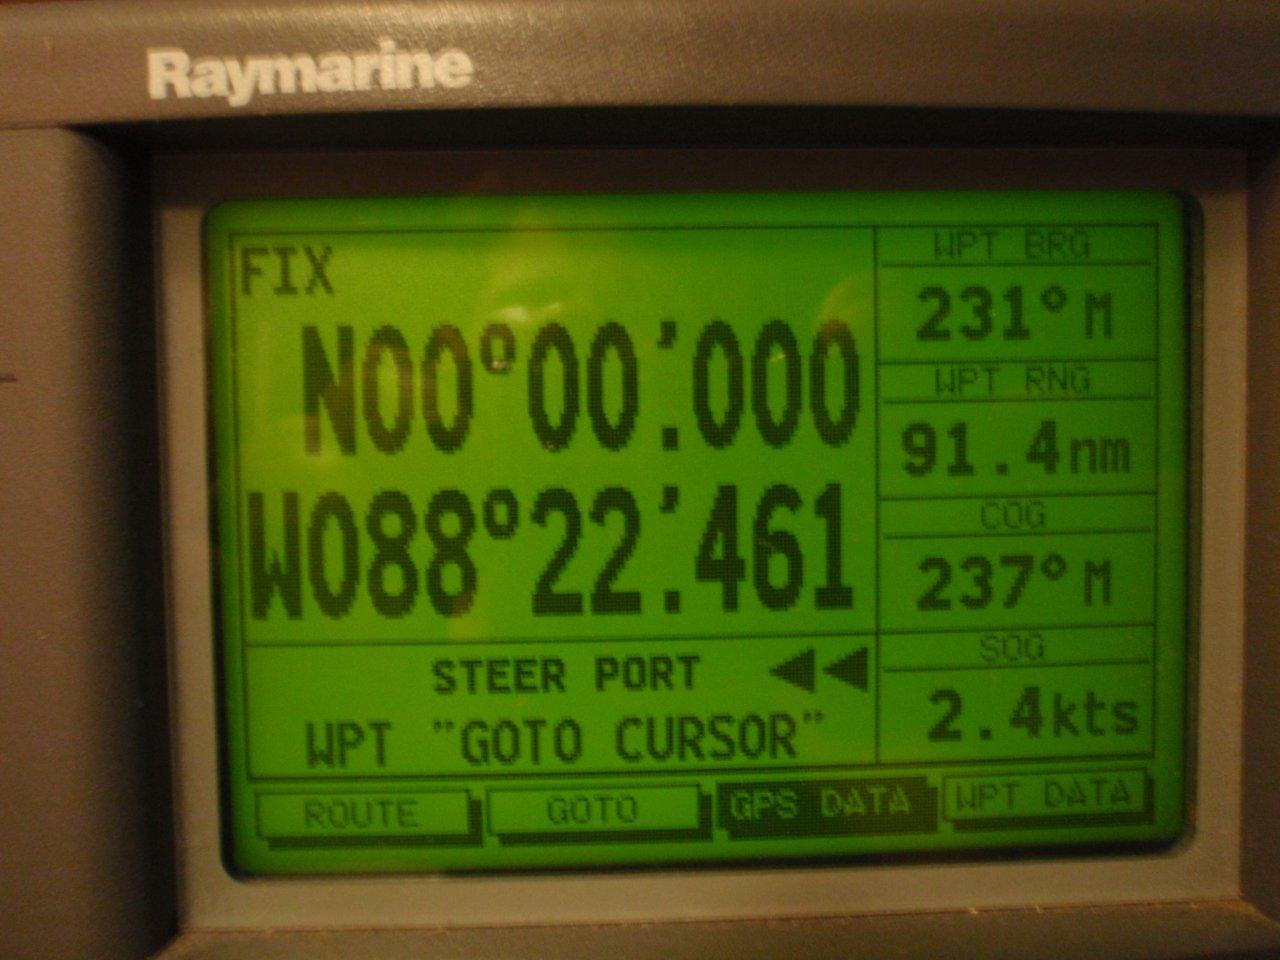 Raymarine
FIX
N00°00'.000
W088°22'.461
STEER PORT ◀◀
WPT "GOTO CURSOR"
WPT BRG
231°M
WPT RNG
91.4nm
COG
237°M
SOG
2.4kts
ROUTE GOTO GPS DATA WPT DATA